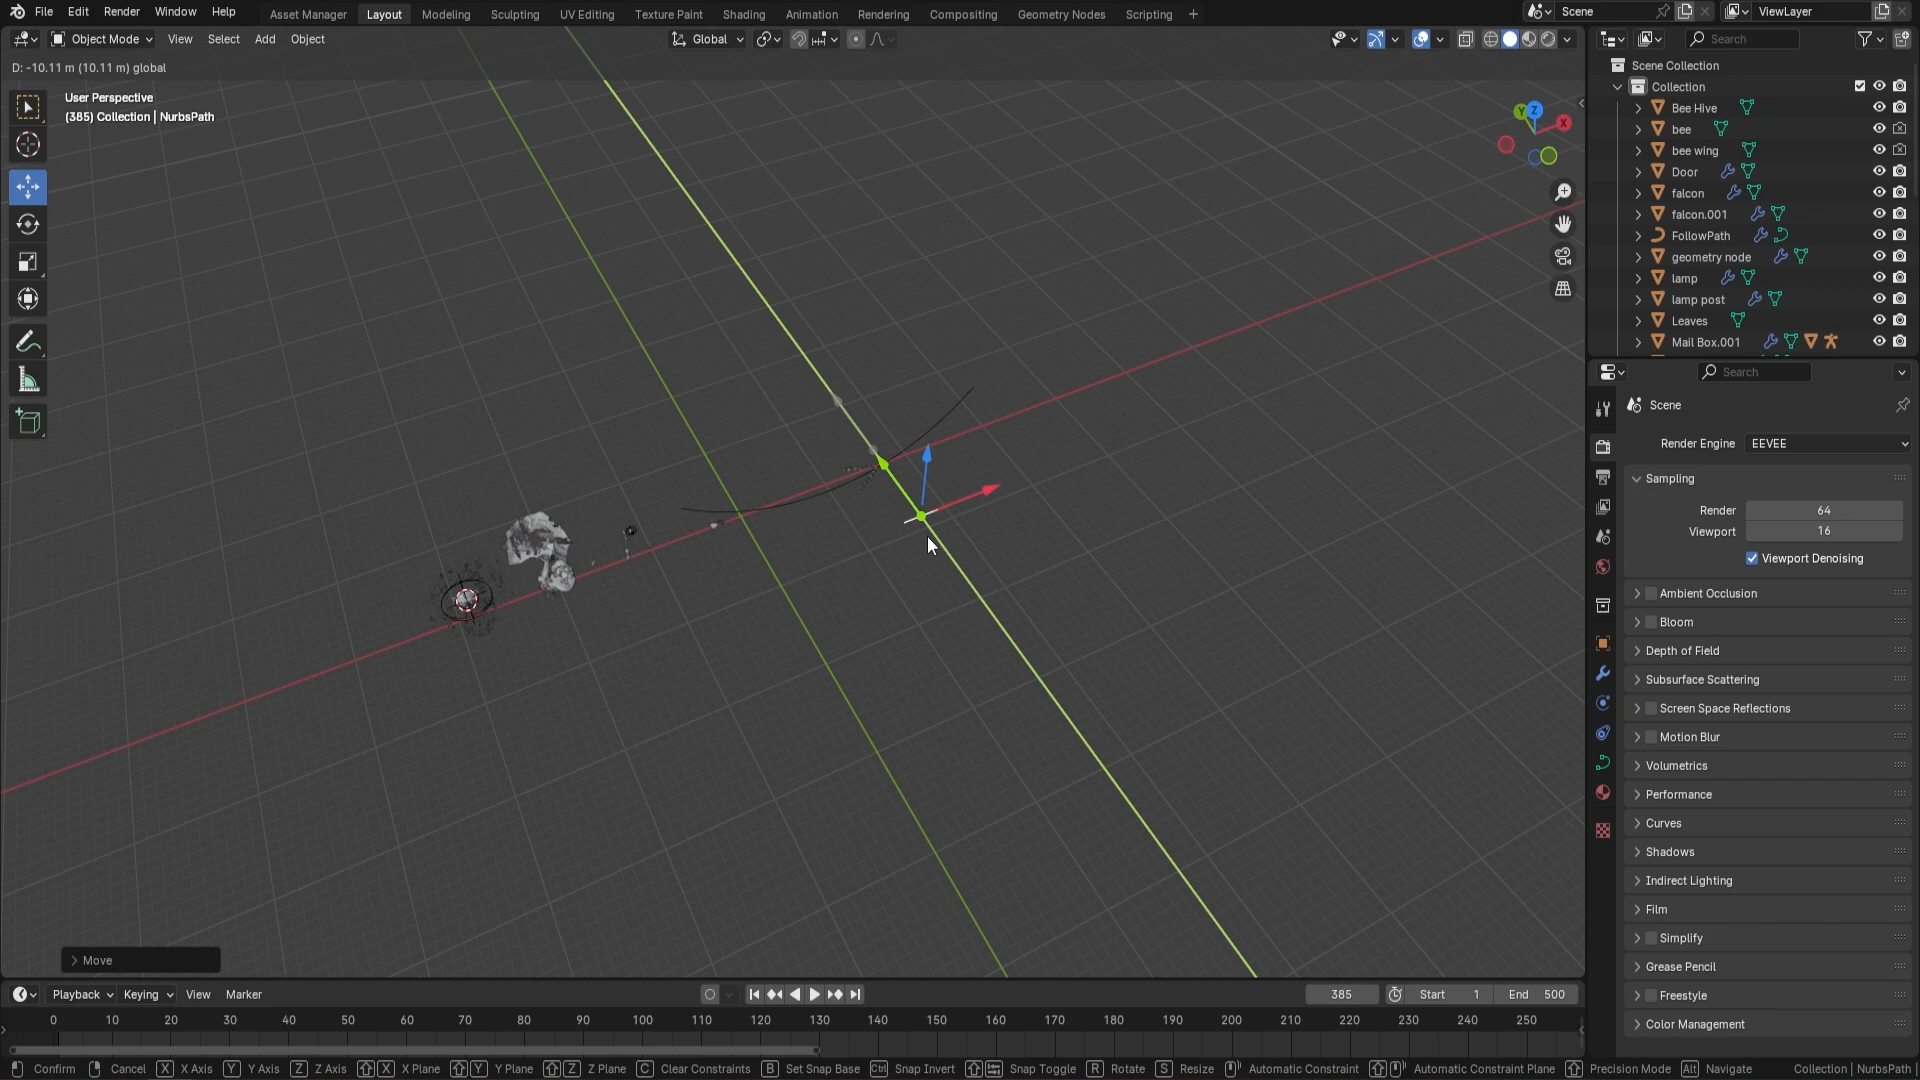 File Edit Render Window Help Asset Manager Layout Modeling Sculpting UV Editing Texture Paint Shading Animation Rendering Compositing Geometry Nodes Scripting + Scene ViewLayer
Object Mode View Select Add Object Global Search
D: -10.11 m (10.11 m) global
User Perspective
(385) Collection | NurbsPath
Y Z X
Scene Collection
Collection
Bee Hive
bee
bee wing
Door
falcon
falcon.001
FollowPath
geometry node
lamp
lamp post
Leaves
Mail Box.001
Search
Scene
Render Engine EEVEE
Sampling
Render 64
Viewport 16
Viewport Denoising
Ambient Occlusion
Bloom
Depth of Field
Subsurface Scattering
Screen Space Reflections
Motion Blur
Volumetrics
Performance
Curves
Shadows
Indirect Lighting
Film
Simplify
Grease Pencil
Freestyle
Color Management
Move
Playback Keying View Marker 385 Start 1 End 500
0 10 20 30 40 50 60 70 80 90 100 110 120 130 140 150 160 170 180 190 200 210 220 230 240 250
Confirm Cancel X X Axis Y Y Axis Z Z Axis X X Plane Y Y Plane Z Z Plane C Clear Constraints B Set Snap Base Ctrl Snap Invert Snap Toggle R Rotate S Resize Automatic Constraint Automatic Constraint Plane Precision Mode Alt Navigate Collection | NurbsPath